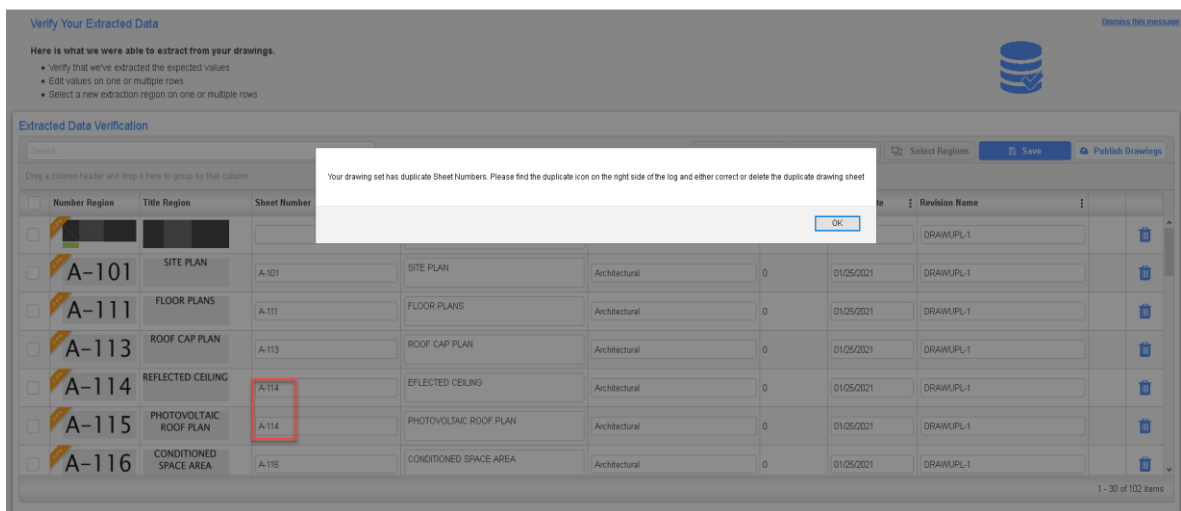 Verify Your Extracted Data
Dismiss this message
Here is what we were able to extract from your drawings.
Verify that we've extracted the expected values
Edit values on one or multiple rows
Select a new extraction region on one or multiple rows
Extracted Data Verification
Search...
Select Regions
Save
Publish Drawings
Drag a column header and drop it here to group by that column
Your drawing set has duplicate Sheet Numbers. Please find the duplicate icon on the right side of the log and either correct or delete the duplicate drawing sheet
OK
Number Region Title Region Sheet Number Revision Name
DRAWUPL-1
A-101 SITE PLAN A-101 SITE PLAN Architectural 0 01/25/2021 DRAWUPL-1
A-111 FLOOR PLANS A-111 FLOOR PLANS Architectural 0 01/25/2021 DRAWUPL-1
A-113 ROOF CAP PLAN A-113 ROOF CAP PLAN Architectural 0 01/25/2021 DRAWUPL-1
A-114 REFLECTED CEILING A-114 EFLECTED CEILING Architectural 0 01/25/2021 DRAWUPL-1
A-115 PHOTOVOLTAIC ROOF PLAN A-114 PHOTOVOLTAIC ROOF PLAN Architectural 0 01/25/2021 DRAWUPL-1
A-116 CONDITIONED SPACE AREA A-116 CONDITIONED SPACE AREA Architectural 0 01/25/2021 DRAWUPL-1
1 - 30 of 102 items